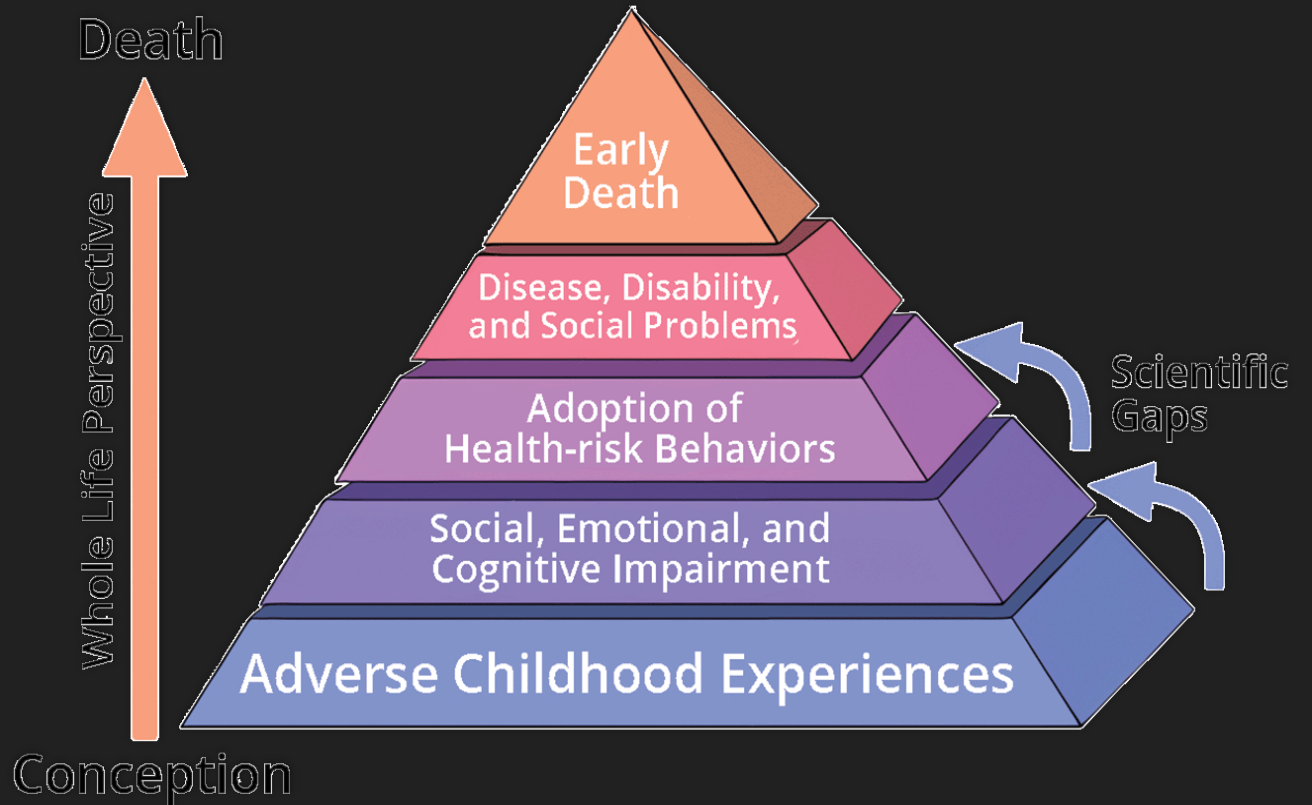 Death
Whole Life Perspective
Conception
Early
Death
Disease, Disability,
and Social Problems
Adoption of
Health-risk Behaviors
Social, Emotional, and
Cognitive Impairment
Adverse Childhood Experiences
Scientific
Gaps